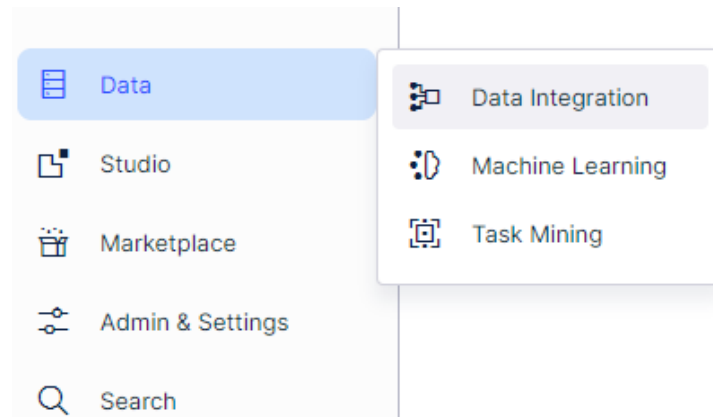 Data
Studio
Marketplace
Admin & Settings
Search
Data Integration
Machine Learning
Task Mining